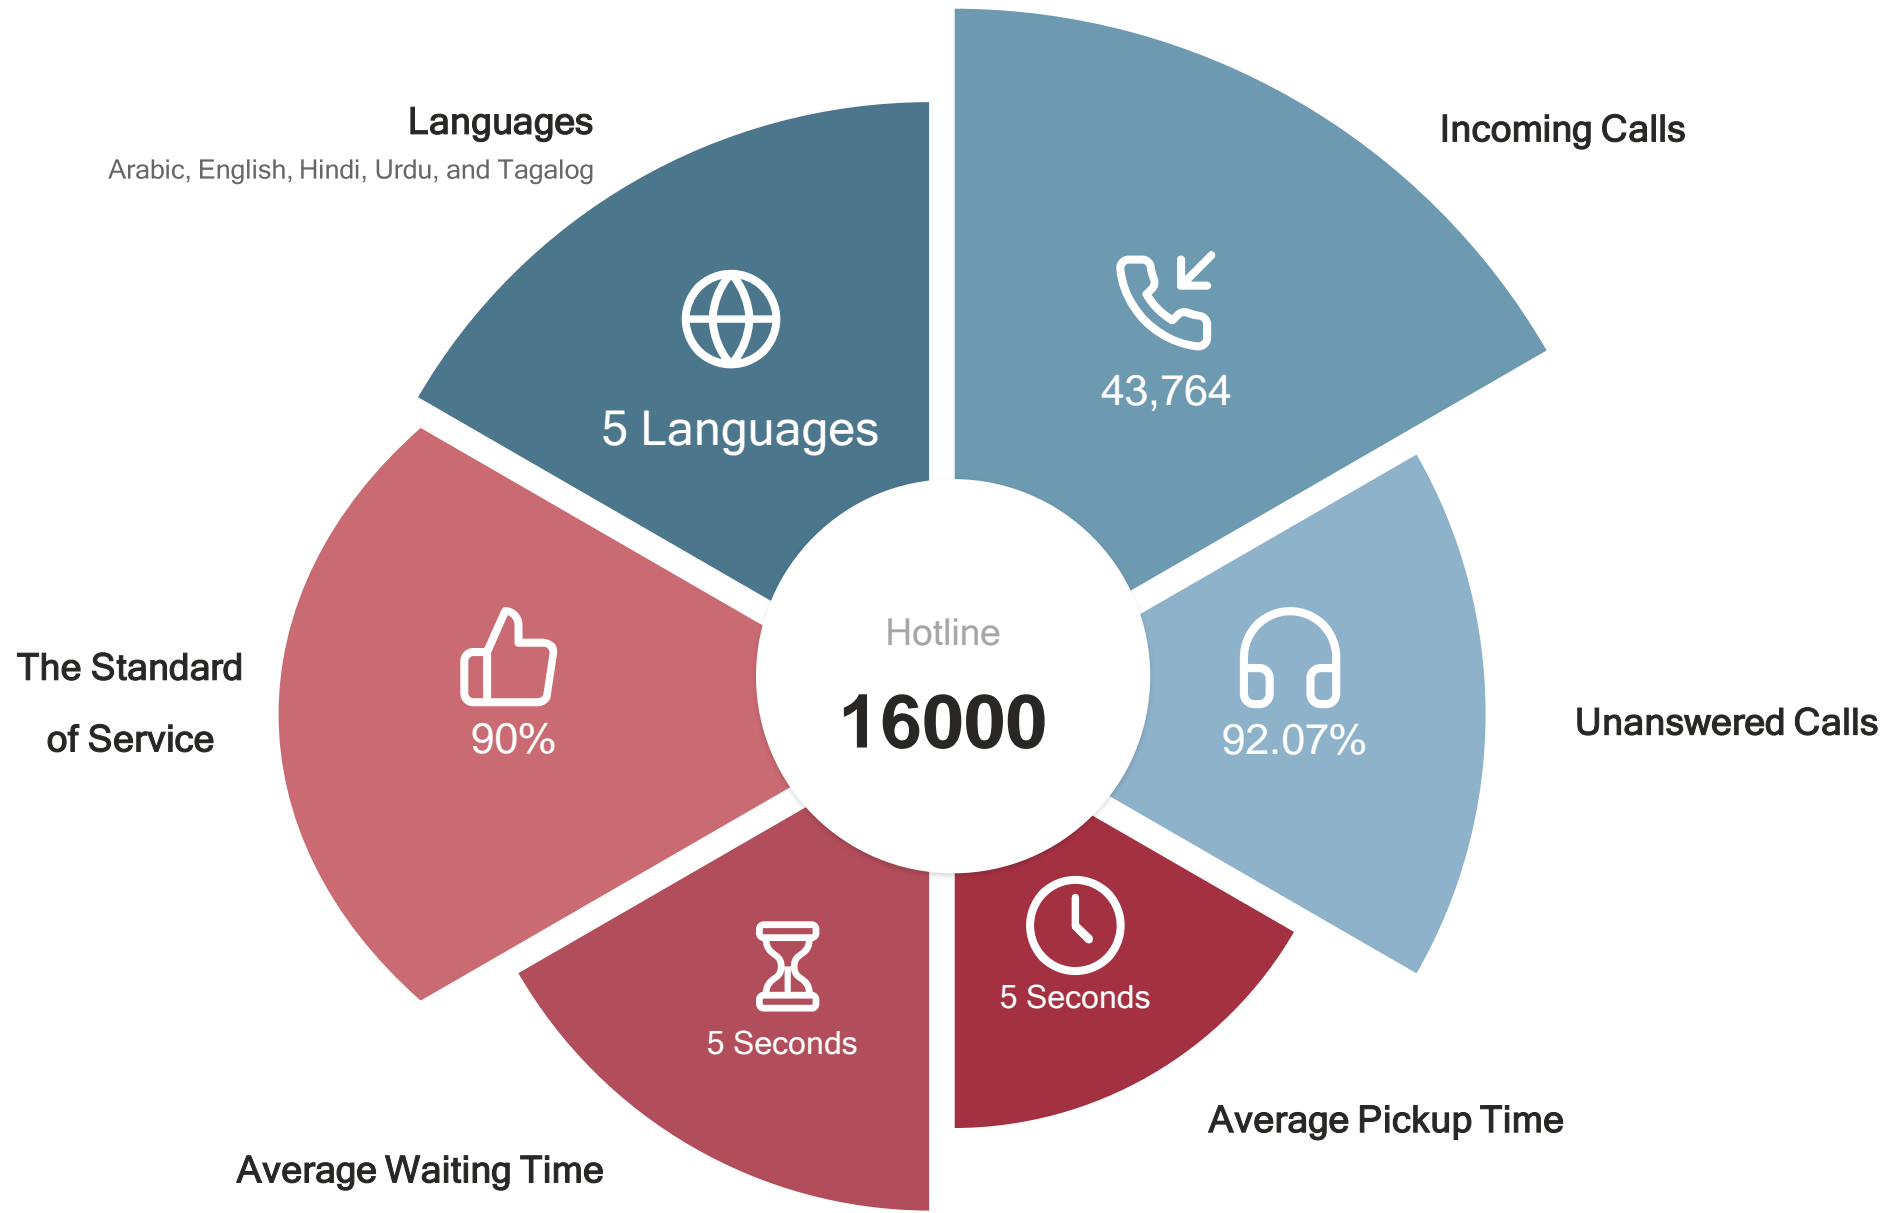 Languages
Arabic, English, Hindi, Urdu, and Tagalog
5 Languages
Incoming Calls
43,764
The Standard
of Service
90%
Hotline
16000
92.07%
Unanswered Calls
5 Seconds
Average Waiting Time
5 Seconds
Average Pickup Time